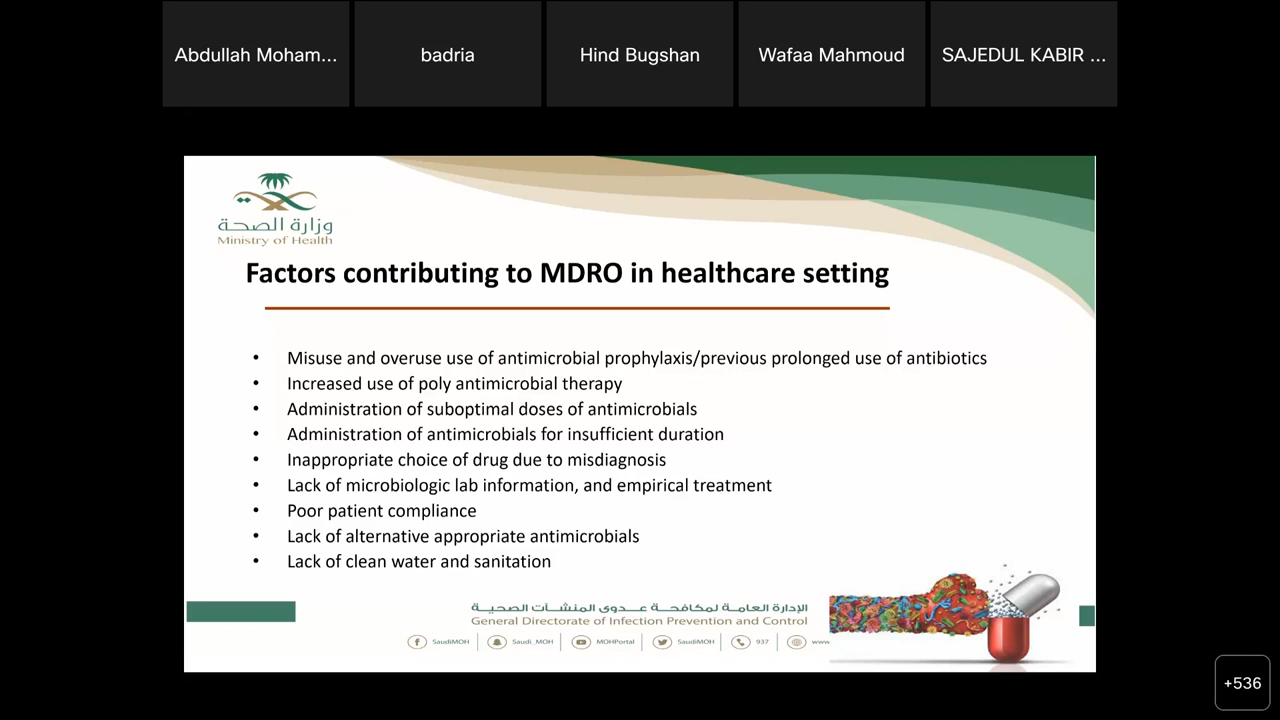 Abdullah Moham...
badria
Hind Bugshan
Wafaa Mahmoud
SAJEDUL KABIR ...
وزارة الصحة
Ministry of Health
Factors contributing to MDRO in healthcare setting
• Misuse and overuse use of antimicrobial prophylaxis/previous prolonged use of antibiotics
• Increased use of poly antimicrobial therapy
• Administration of suboptimal doses of antimicrobials
• Administration of antimicrobials for insufficient duration
• Inappropriate choice of drug due to misdiagnosis
• Lack of microbiologic lab information, and empirical treatment
• Poor patient compliance
• Lack of alternative appropriate antimicrobials
• Lack of clean water and sanitation
الإدارة العامة لمكافحة عدوى المنشآت الصحية
General Directorate of Infection Prevention and Control
SaudiMOH Saudi_MOH MOHPortal SaudiMOH 937 www
+536